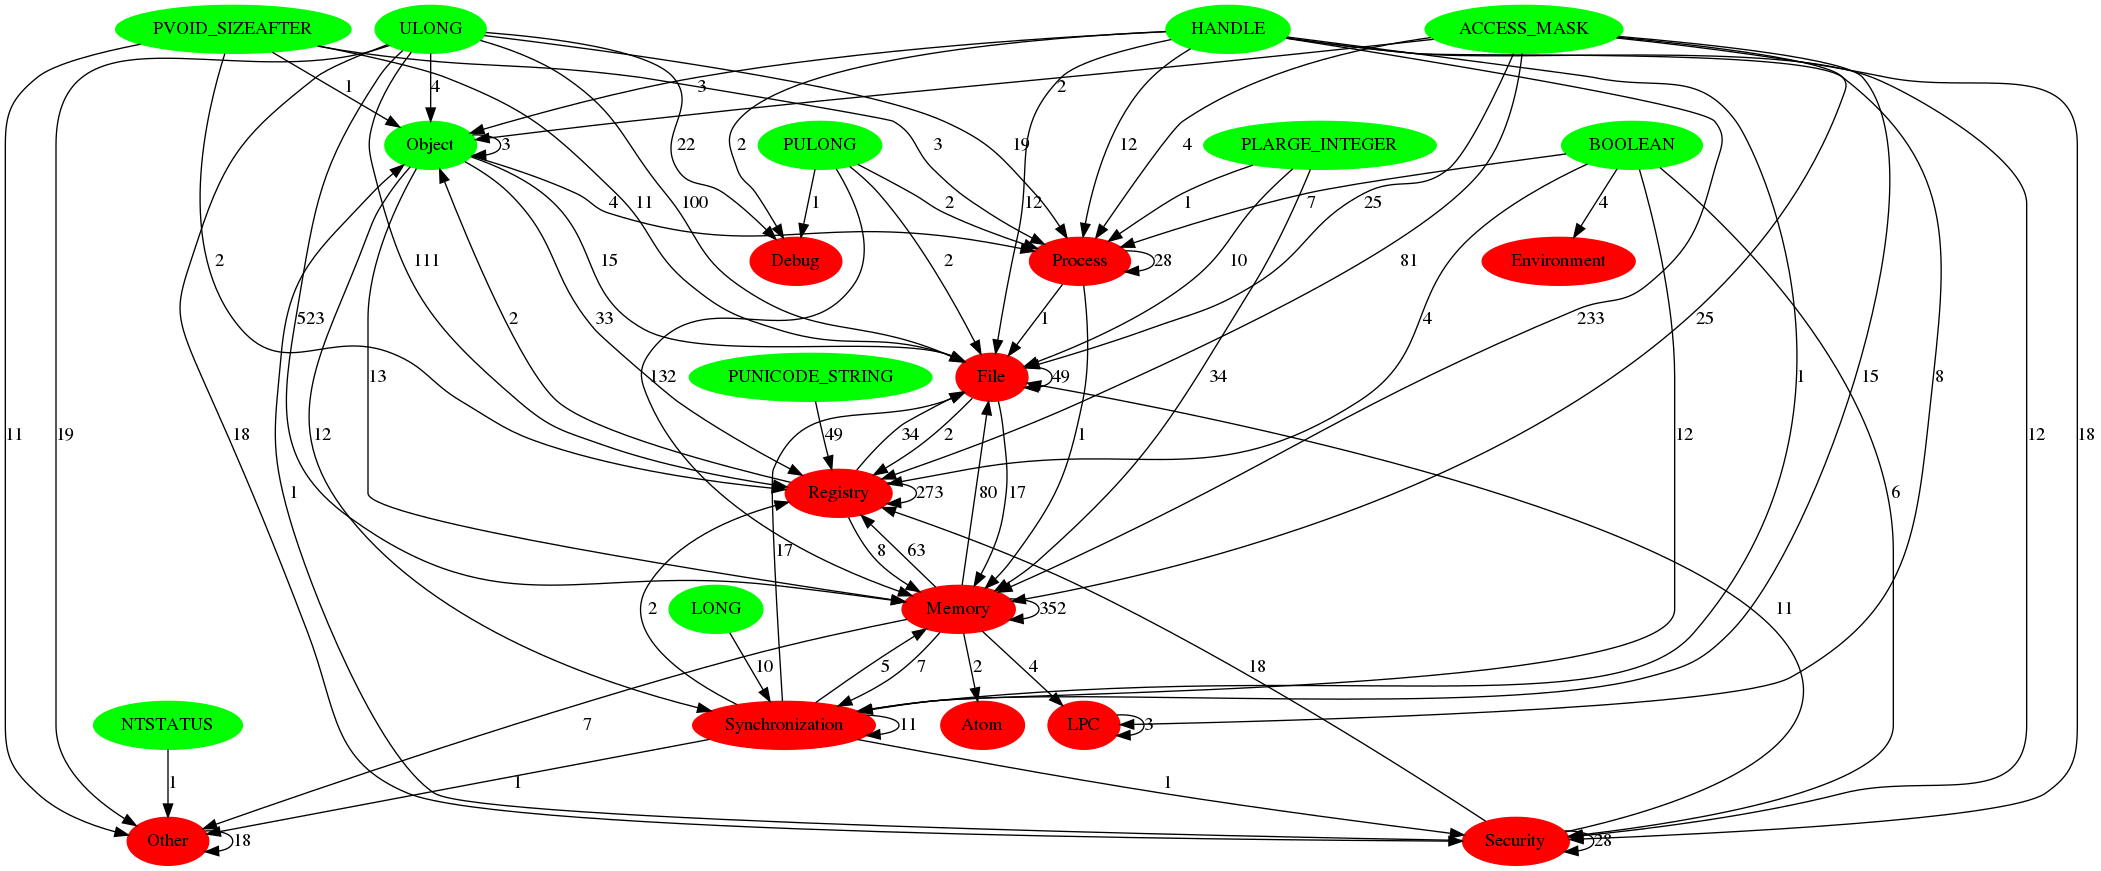 PVOID_SIZEAFTER ULONG HANDLE ACCESS_MASK
1 4 3 2
Object 3 PULONG PLARGE_INTEGER BOOLEAN
2 22 19 3 12 4
Debug Process 28 Environment
2 4 11 100 1 2 1 4
111 15 2 12 10 25 7 81
523 2 33 1 4 233 25
13 132 PUNICODE_STRING File 49 34 1 15 8
11 19 18 1 12 49 34 2 1 12 6 12 18
Registry 273
17 8 63 80 17
LONG 2 Memory 352 11
10 5 7 2 4 18
NTSTATUS Synchronization 11 Atom LPC 3
7
1 1 1
Other 18 Security 28